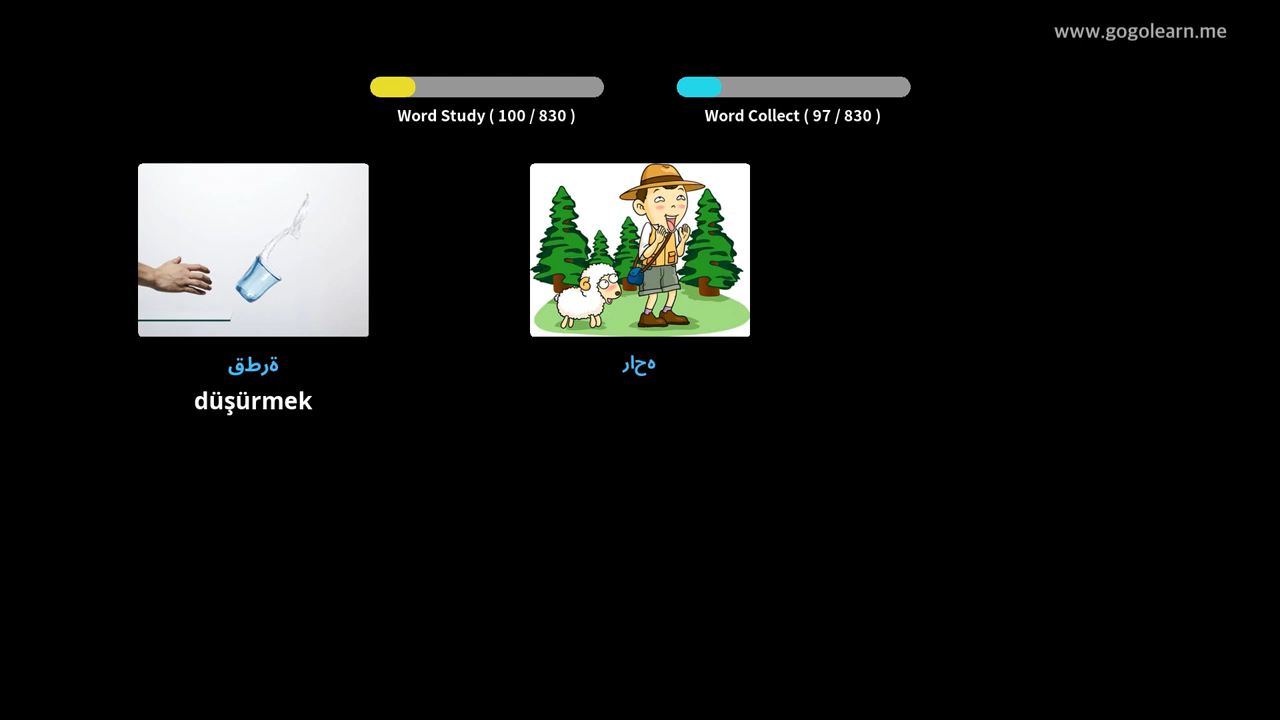 www.gogolearn.me
Word Study ( 100 / 830 )
Word Collect ( 97 / 830 )
ةرطق
düşürmek
هحار